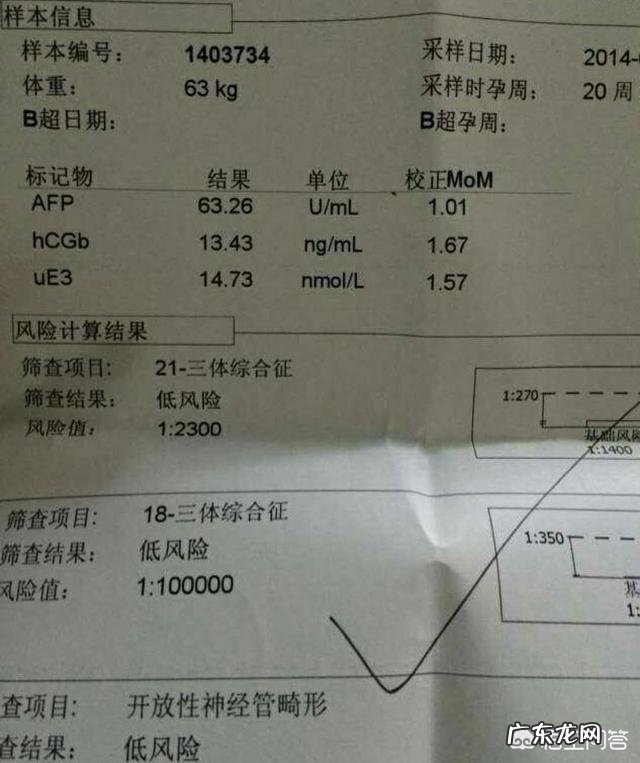 样本信息
样本编号： 1403734 采样日期： 2014-
体重： 63 kg 采样时孕周： 20 周
B超日期： B超孕周：
标记物 结果 单位 校正MoM
AFP 63.26 U/mL 1.01
hCGb 13.43 ng/mL 1.67
uE3 14.73 nmol/L 1.57
风险计算结果
筛查项目： 21-三体综合征
筛查结果： 低风险
风险值： 1:2300
1:270
基础风险
1:1400
筛查项目： 18-三体综合征
筛查结果： 低风险
风险值： 1:100000
1:350
基
1:
查项目： 开放性神经管畸形
查结果： 低风险
广东龙网